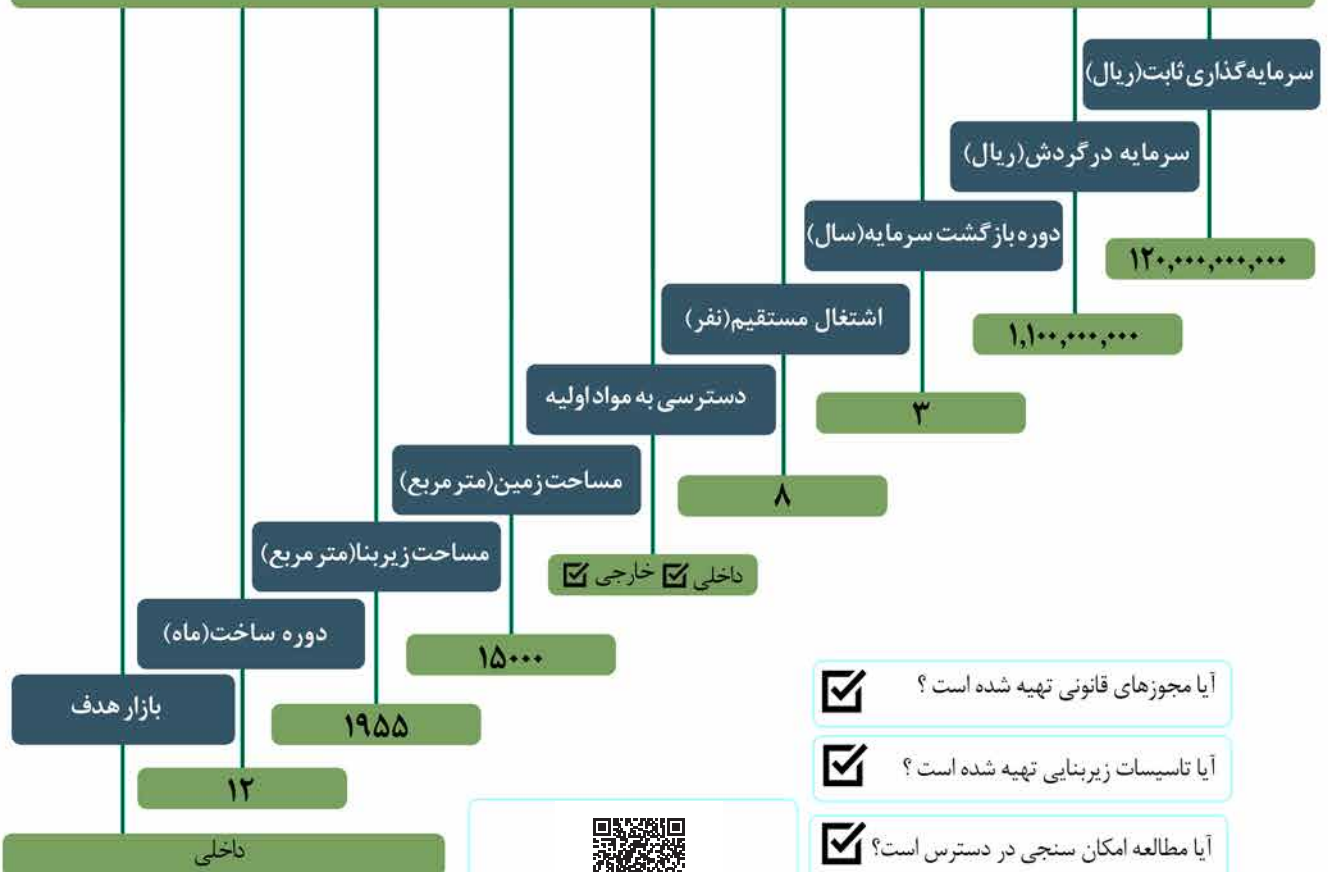 سرمایه‌گذاری ثابت(ریال)
۱۲۰,۰۰۰,۰۰۰,۰۰۰
سرمایه در گردش(ریال)
۱,۱۰۰,۰۰۰,۰۰۰
دوره بازگشت سرمایه(سال)
۳
اشتغال مستقیم(نفر)
۸
دسترسی به مواد اولیه
داخلی ☑ خارجی ☑
مساحت زمین(متر مربع)
۱۵۰۰۰
مساحت زیربنا(متر مربع)
۱۹۵۵
دوره ساخت(ماه)
۱۲
بازار هدف
داخلی
آیا مجوزهای قانونی تهیه شده است ؟ ☑
آیا تاسیسات زیربنایی تهیه شده است ؟ ☑
آیا مطالعه امکان سنجی در دسترس است؟ ☑